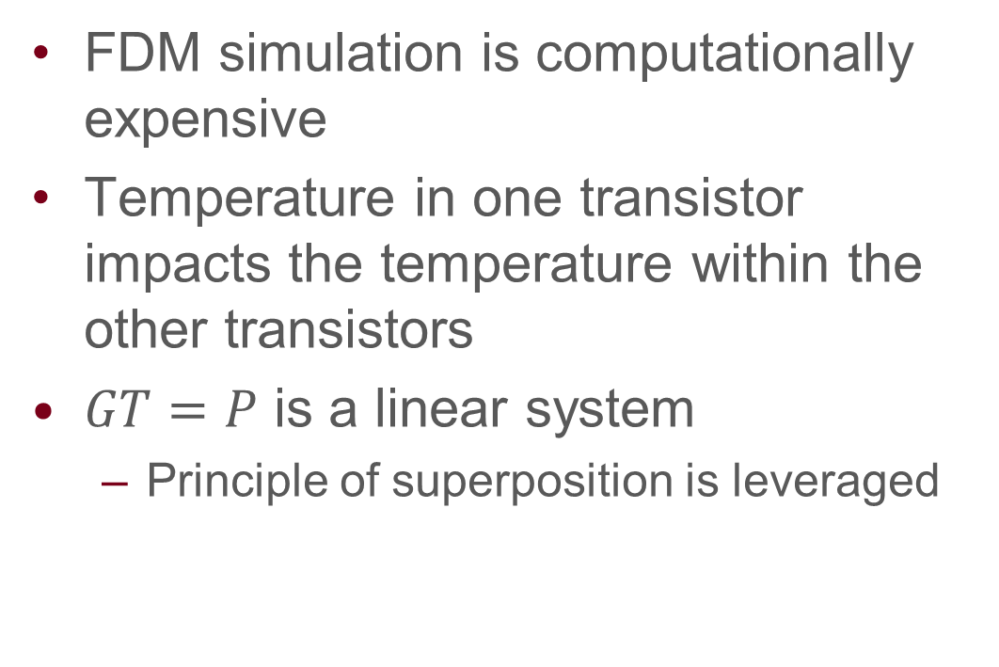 • FDM simulation is computationally
expensive
• Temperature in one transistor
impacts the temperature within the
other transistors
• 𝐺𝑇 = 𝑃 is a linear system
– Principle of superposition is leveraged